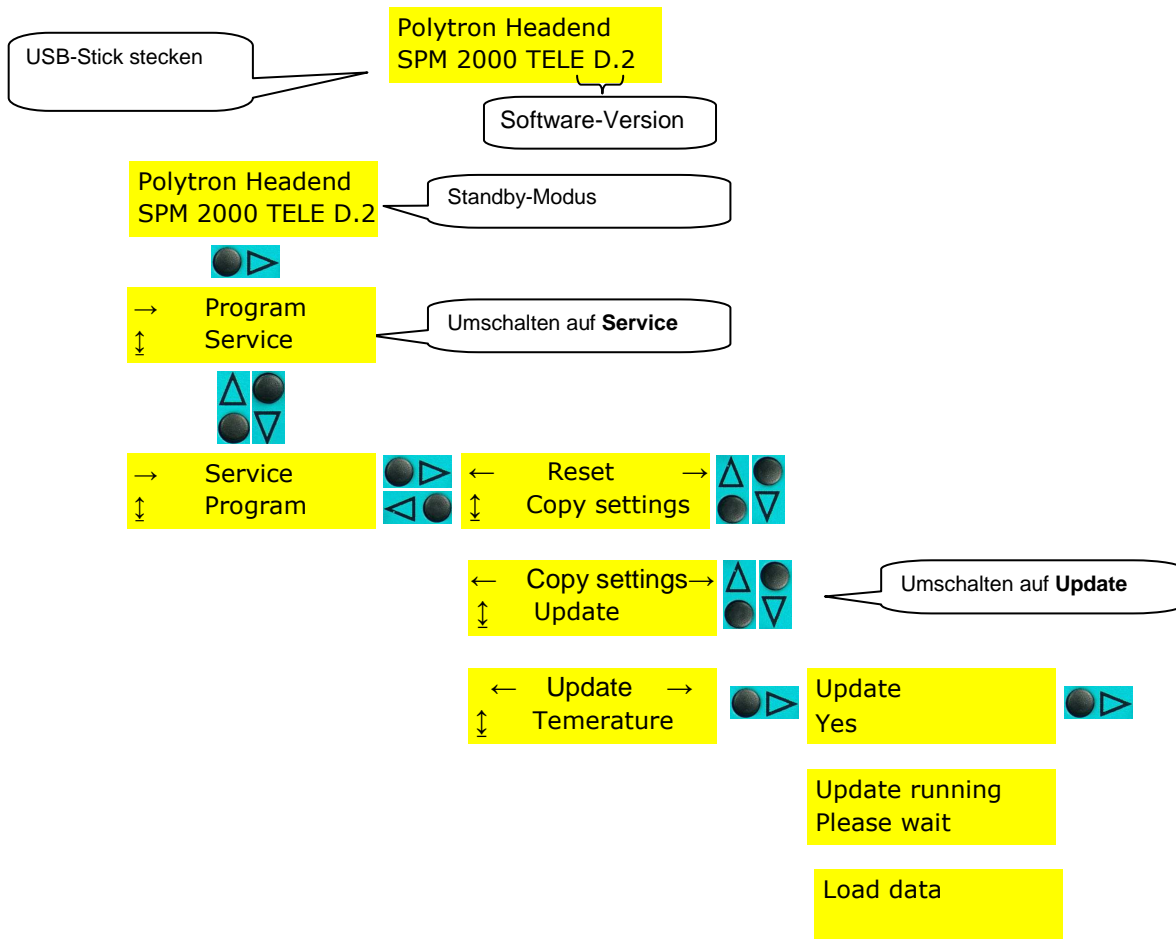 USB-Stick stecken
Polytron Headend
SPM 2000 TELE D.2
Software-Version
Polytron Headend
SPM 2000 TELE D.2
Standby-Modus
→ Program
↨ Service
Umschalten auf Service
→ Service
↨ Program
← Reset →
↨ Copy settings
← Copy settings→
↨ Update
Umschalten auf Update
← Update →
↨ Temerature
Update
Yes
Update running
Please wait
Load data